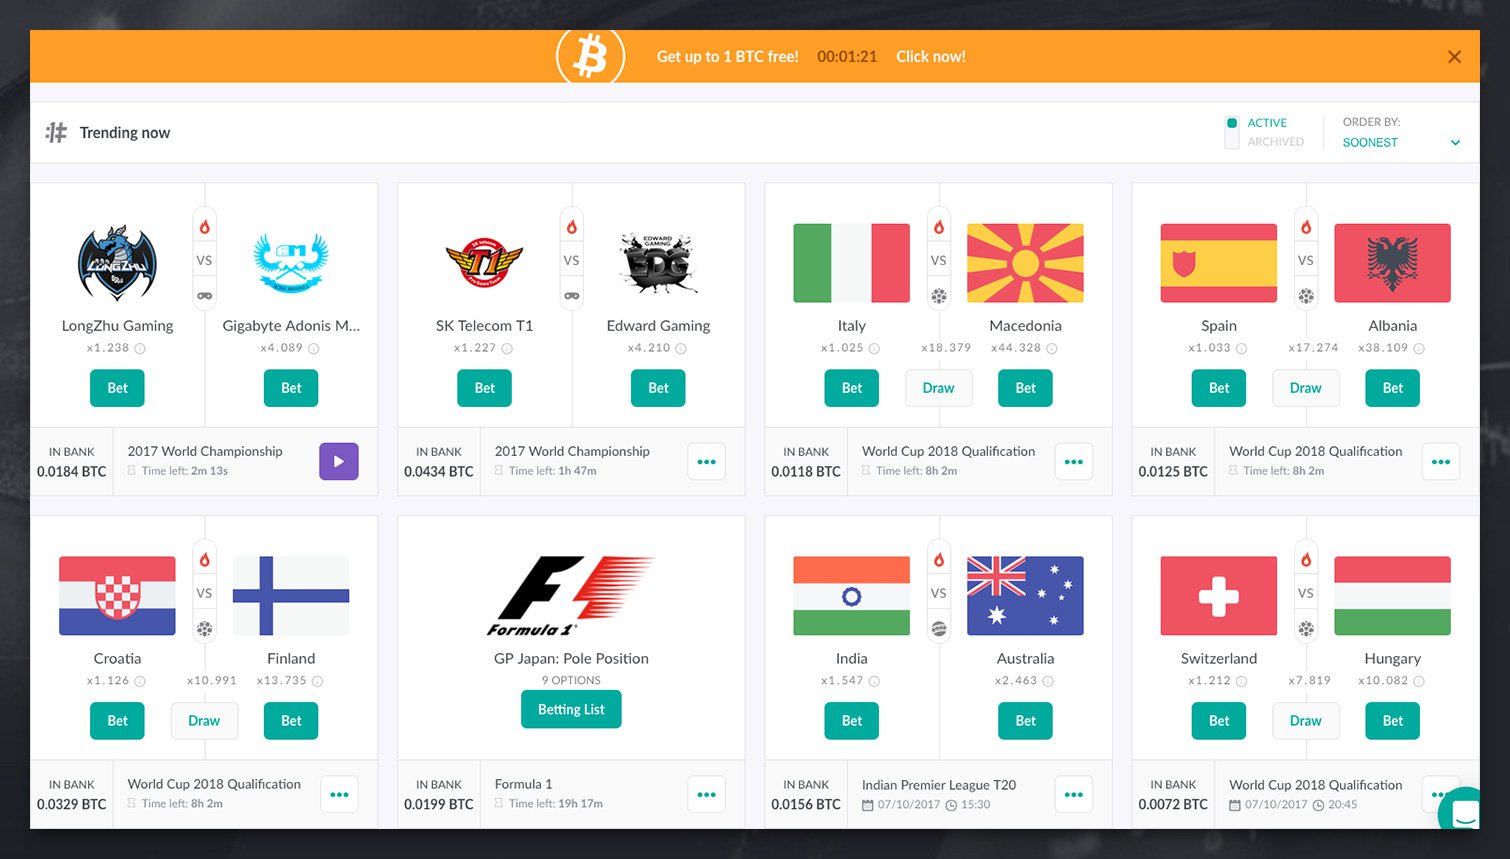 Get up to 1 BTC free! 00:01:21 Click now!
Trending now
ACTIVE
ARCHIVED
ORDER BY:
SOONEST
LONGZHU
VS
LongZhu Gaming
x1.238
Bet
Gigabyte Adonis M...
x4.089
Bet
IN BANK
0.0184 BTC
2017 World Championship
Time left: 2m 13s
SK telecom
T1
EDWARD
GAMING
EDG
VS
SK Telecom T1
x1.227
Bet
Edward Gaming
x4.210
Bet
IN BANK
0.0434 BTC
2017 World Championship
Time left: 1h 47m
VS
Italy
x1.025
Bet
x18.379
Draw
Macedonia
x44.328
Bet
IN BANK
0.0118 BTC
World Cup 2018 Qualification
Time left: 8h 2m
VS
Spain
x1.033
Bet
x17.274
Draw
Albania
x38.109
Bet
IN BANK
0.0125 BTC
World Cup 2018 Qualification
Time left: 8h 2m
VS
Croatia
x1.126
Bet
x10.991
Draw
Finland
x13.735
Bet
IN BANK
0.0329 BTC
World Cup 2018 Qualification
Time left: 8h 2m
F1
Formula 1
GP Japan: Pole Position
9 OPTIONS
Betting List
IN BANK
0.0199 BTC
Formula 1
Time left: 19h 17m
VS
India
x1.547
Bet
Australia
x2.463
Bet
IN BANK
0.0156 BTC
Indian Premier League T20
07/10/2017 15:30
VS
Switzerland
x1.212
Bet
x7.819
Draw
Hungary
x10.082
Bet
IN BANK
0.0072 BTC
World Cup 2018 Qualification
07/10/2017 20:45